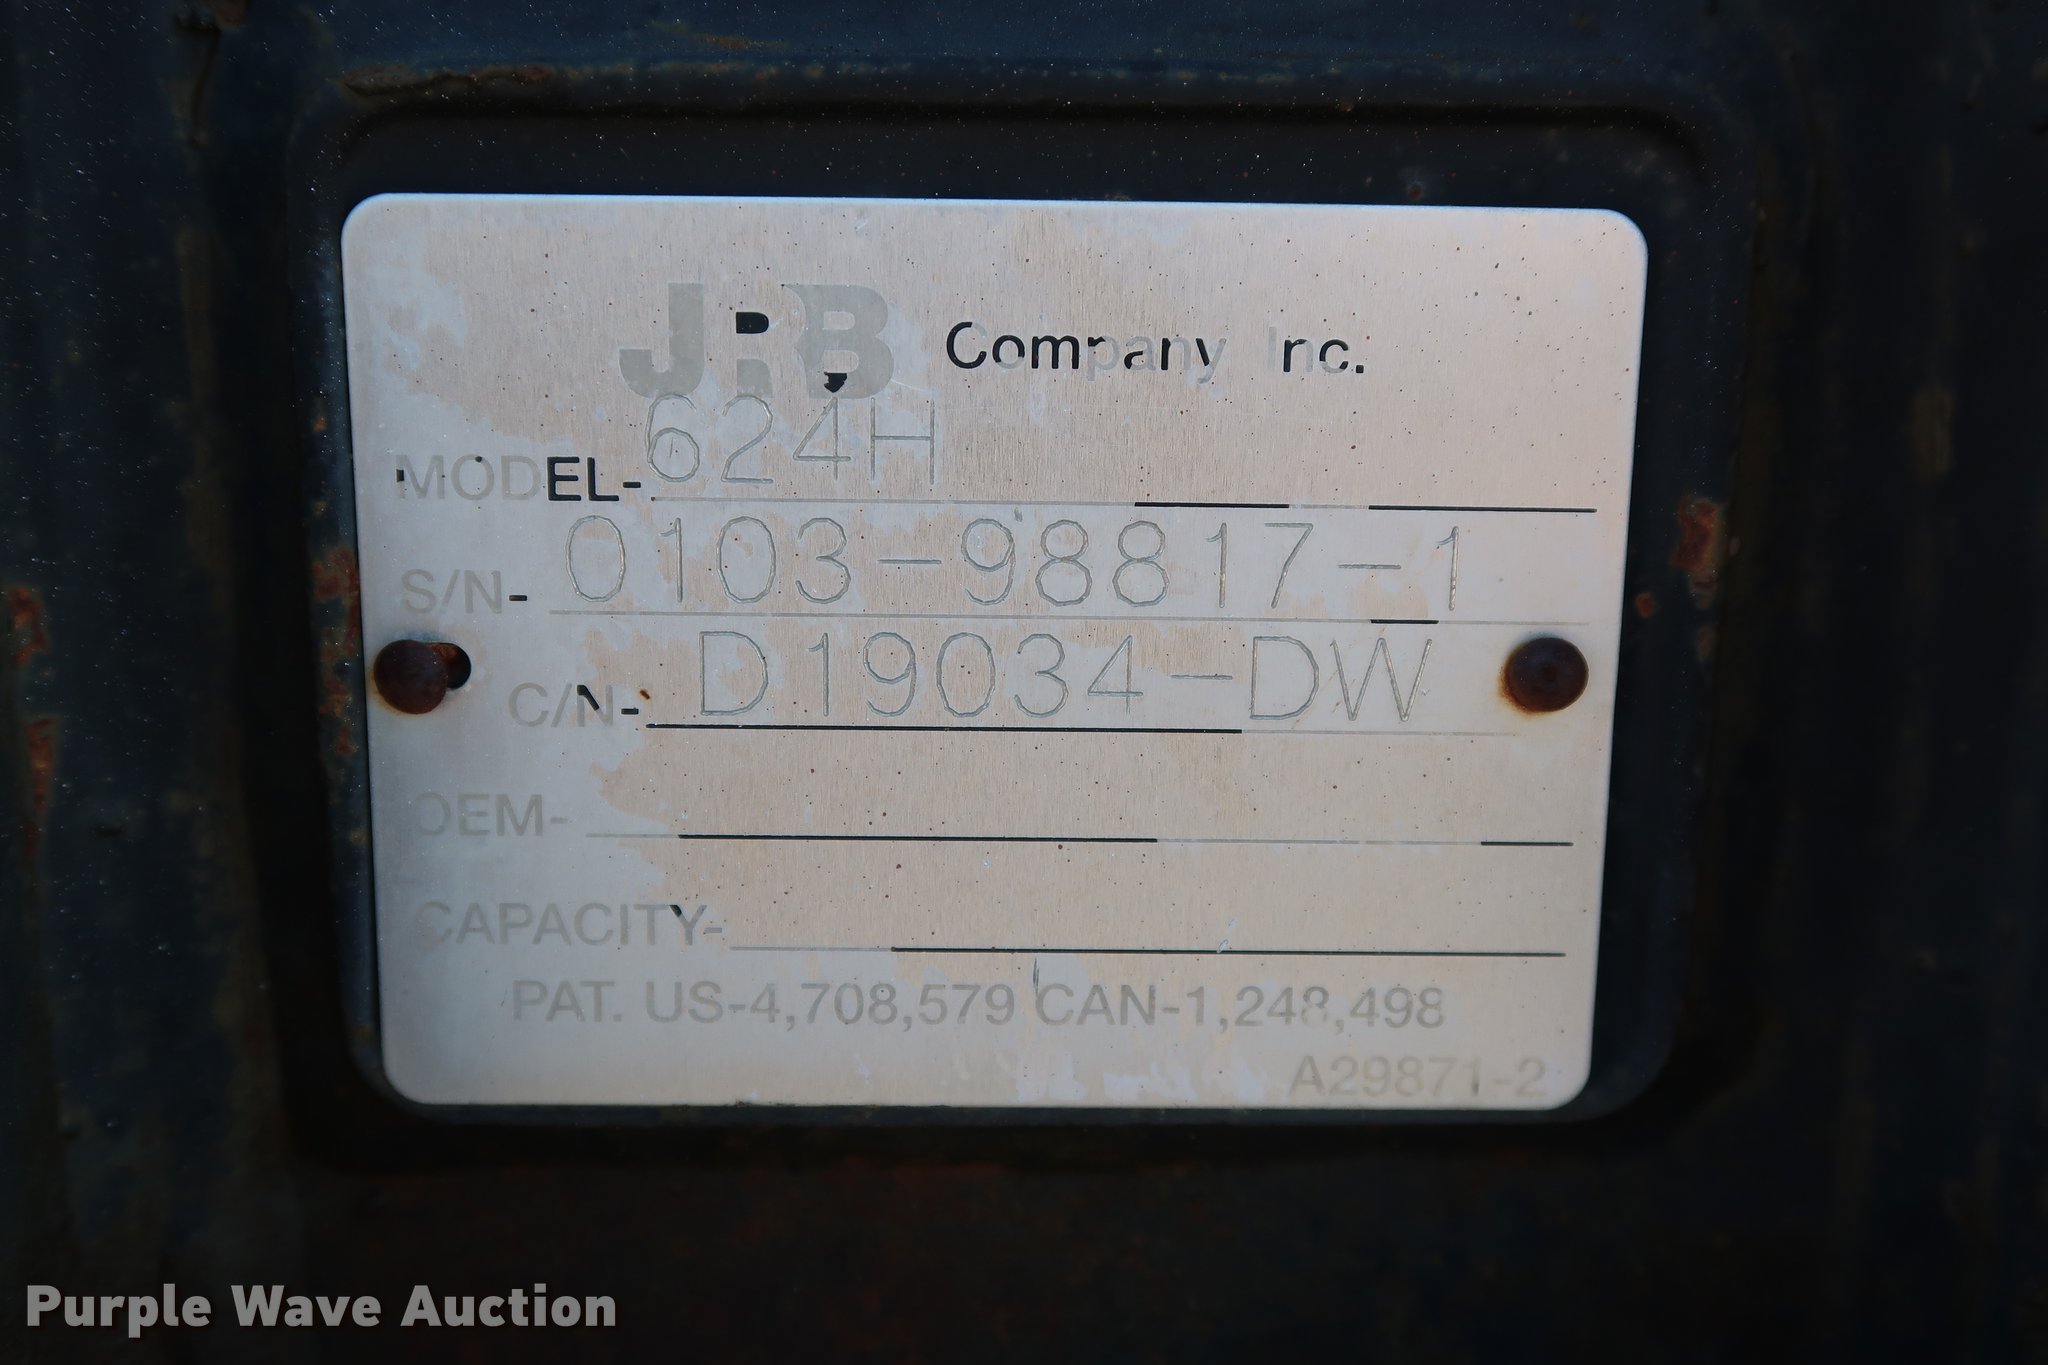 JRB Company Inc.
MODEL- 624H
S/N- 0103-98817-1
C/N- D19034-DW
OEM-
CAPACITY-
PAT. US-4,708,579 CAN-1,248,498
A29871-2
Purple Wave Auction